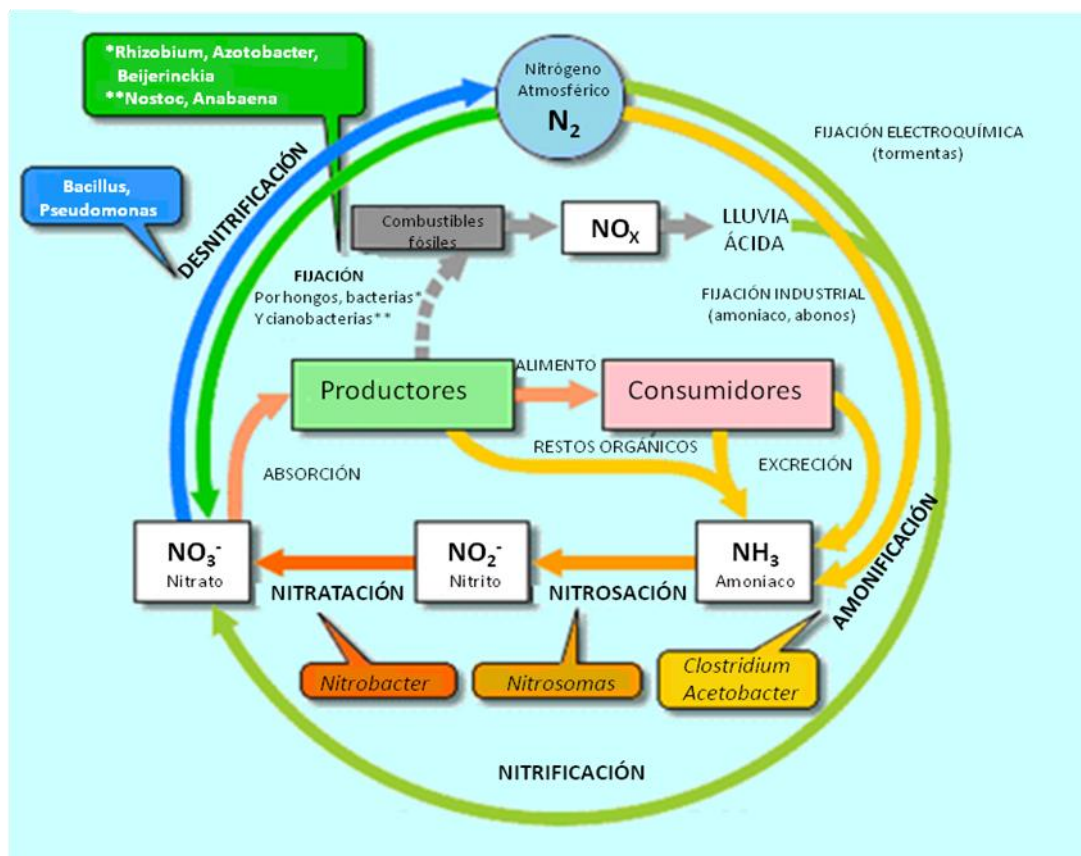 *Rhizobium, Azotobacter,
Beijerinckia
**Nostoc, Anabaena
Nitrógeno
Atmosférico
N₂
FIJACIÓN ELECTROQUÍMICA
(tormentas)
Bacillus,
Pseudomonas
DESNITRIFICACIÓN
Combustibles
fósiles
NOX
LLUVIA
ÁCIDA
FIJACIÓN
Por hongos, bacterias*
Y cianobacterias**
FIJACIÓN INDUSTRIAL
(amoniaco, abonos)
Productores
ALIMENTO
Consumidores
RESTOS ORGÁNICOS
EXCRECIÓN
ABSORCIÓN
NO₃⁻
Nitrato
NO₂⁻
Nitrito
NH₃
Amoniaco
NITRATACIÓN
NITROSACIÓN
AMONIFICACIÓN
Nitrobacter
Nitrosomas
Clostridium
Acetobacter
NITRIFICACIÓN